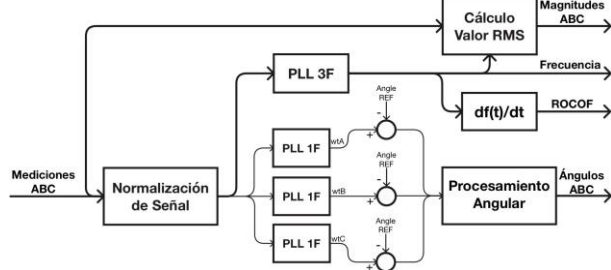 Cálculo
Valor RMS
Magnitudes
ABC
PLL 3F
Frecuencia
df(t)/dt
ROCOF
Angle
REF
-
+
PLL 1F
wtA
Mediciones
ABC
Normalización
de Señal
Angle
REF
-
+
PLL 1F
wtB
Procesamiento
Angular
Ángulos
ABC
Angle
REF
-
+
PLL 1F
wtC